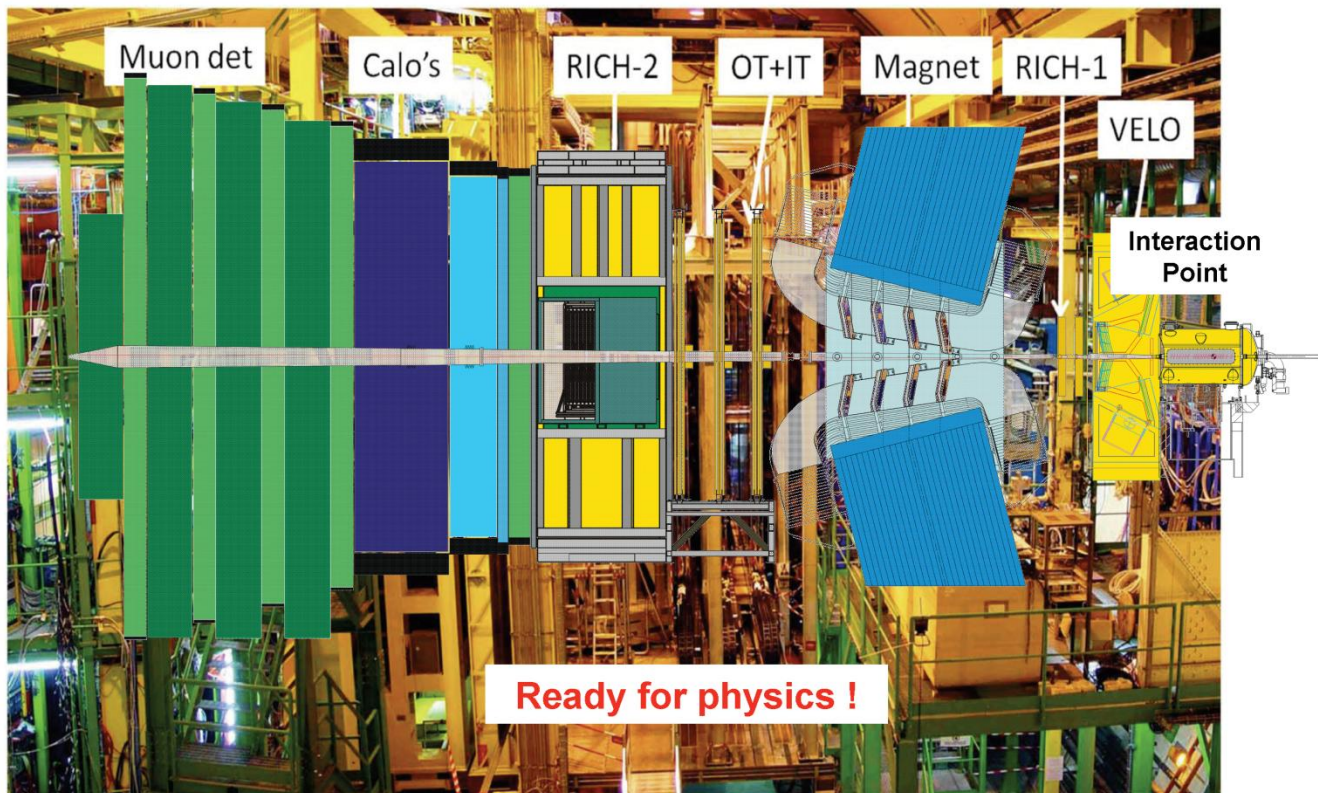 Muon det
Calo's
RICH-2
OT+IT
Magnet
RICH-1
VELO
Interaction
Point
Ready for physics !